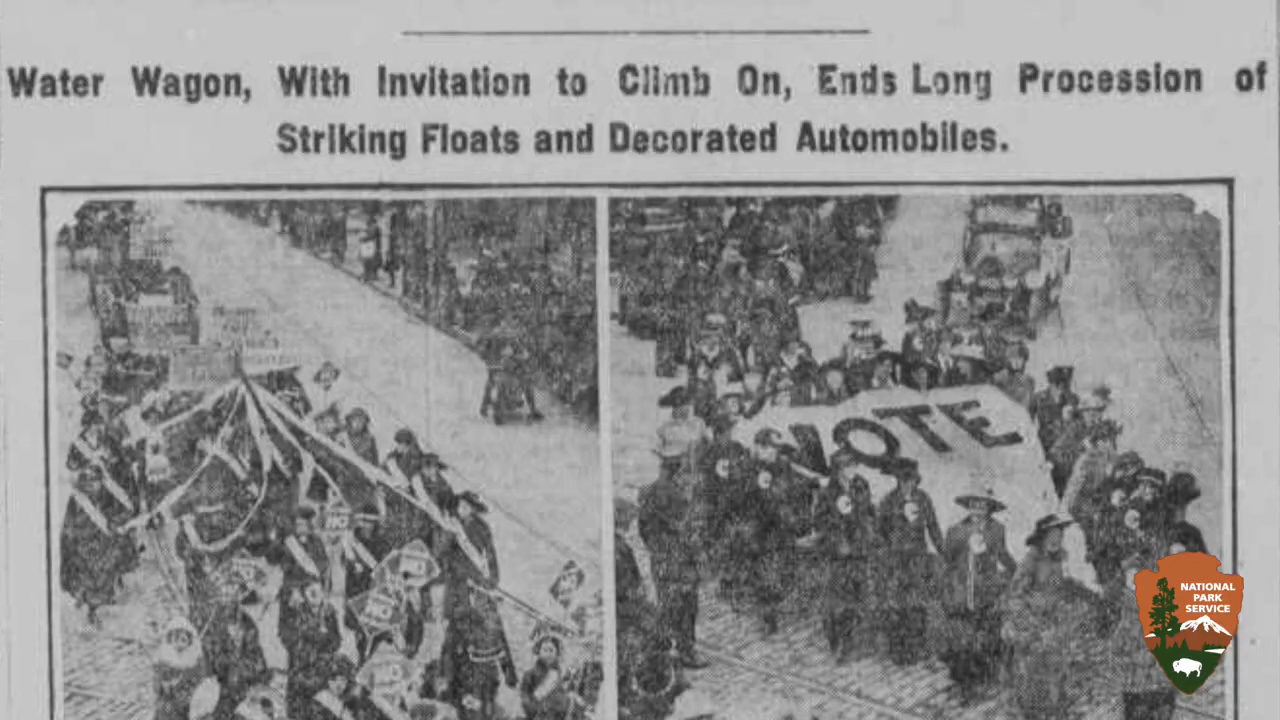 Water Wagon, With Invitation to Climb On, Ends Long Procession of
Striking Floats and Decorated Automobiles.
VOTE
NATIONAL
PARK
SERVICE